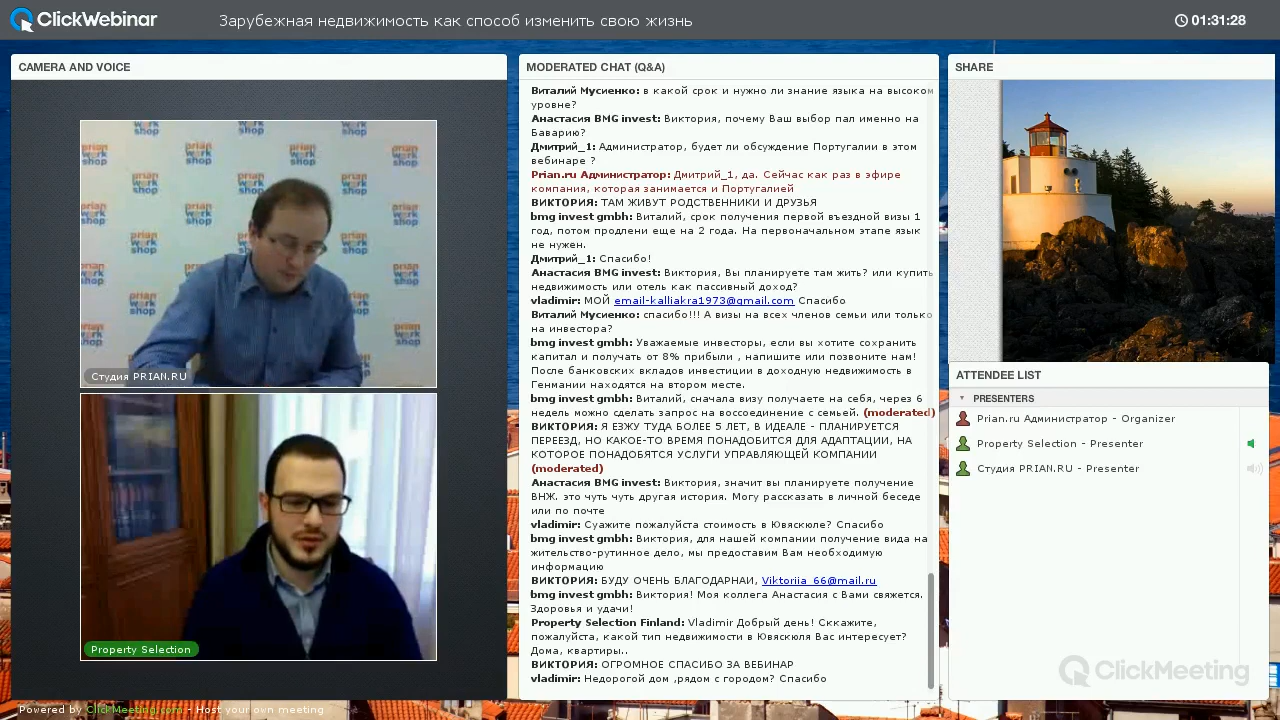 ClickWebinar
Зарубежная недвижимость как способ изменить свою жизнь
01:31:28
CAMERA AND VOICE
prian work shop
Студия PRIAN.RU
Property Selection
MODERATED CHAT (Q&A)
Виталий Мусиенко: в какой срок и нужно ли знание языка на высоком
уровне?
Анастасия BMG invest: Виктория, почему Ваш выбор пал именно на
Баварию?
Дмитрий_1: Администратор, будет ли обсуждение Португалии в этом
вебинаре ?
Prian.ru Администратор: Дмитрий_1, да. Сейчас как раз в эфире
компания, которая занимается и Португалией
ВИКТОРИЯ: ТАМ ЖИВУТ РОДСТВЕННИКИ И ДРУЗЬЯ
bmg invest gmbh: Виталий, срок получения первой въездной визы 1
год, потом продлени еще на 2 года. На первоначальном этапе язык
не нужен.
Дмитрий_1: Спасибо!
Анастасия BMG invest: Виктория, Вы планируете там жить? или купить
недвижимость или отель как пассивный доход?
vladimir: МОЙ email-kalliakra1973@gmail.com Спасибо
Виталий Мусиенко: спасибо!!! А визы на всех членов семьи или только
на инвестора?
bmg invest gmbh: Уважаемые инвесторы, если вы хотите сохранить
капитал и получать от 8% прибыли , напишите или позвоните нам!
После банковских вкладов инвестиции в доходную недвижимость в
Генмании находятся на втором месте.
bmg invest gmbh: Виталий, сначала визу получаете на себя, через 6
недель можно сделать запрос на воссоединение с семьей. (moderated)
ВИКТОРИЯ: Я ЕЗЖУ ТУДА БОЛЕЕ 5 ЛЕТ, В ИДЕАЛЕ - ПЛАНИРУЕТСЯ
ПЕРЕЕЗД, НО КАКОЕ-ТО ВРЕМЯ ПОНАДОБИТСЯ ДЛЯ АДАПТАЦИИ, НА
КОТОРОЕ ПОНАДОБЯТСЯ УСЛУГИ УПРАВЛЯЮЩЕЙ КОМПАНИИ
(moderated)
Анастасия BMG invest: Виктория, значит вы планируете получение
ВНЖ. это чуть чуть другая история. Могу рассказать в личной беседе
или по почте
vladimir: Суажите пожалуйста стоимость в Ювяскюле? Спасибо
bmg invest gmbh: Виктория, для нашей компании получение вида на
жительство-рутинное дело, мы предоставим Вам необходимую
информацию
ВИКТОРИЯ: БУДУ ОЧЕНЬ БЛАГОДАРНАИ, Viktoriia_66@mail.ru
bmg invest gmbh: Виктория! Моя коллега Анастасия с Вами свяжется.
Здоровья и удачи!
Property Selection Finland: Vladimir Добрый день! Сккажите,
пожалуйста, какой тип недвижимости в Ювяскюля Вас интересует?
Дома, квартиры..
ВИКТОРИЯ: ОГРОМНОЕ СПАСИБО ЗА ВЕБИНАР
vladimir: Недорогой дом ,рядом с городом? Спасибо
SHARE
ATTENDEE LIST
PRESENTERS
Prian.ru Администратор - Organizer
Property Selection - Presenter
Студия PRIAN.RU - Presenter
ClickMeeting
Powered by ClickMeeting.com - Host your own meeting